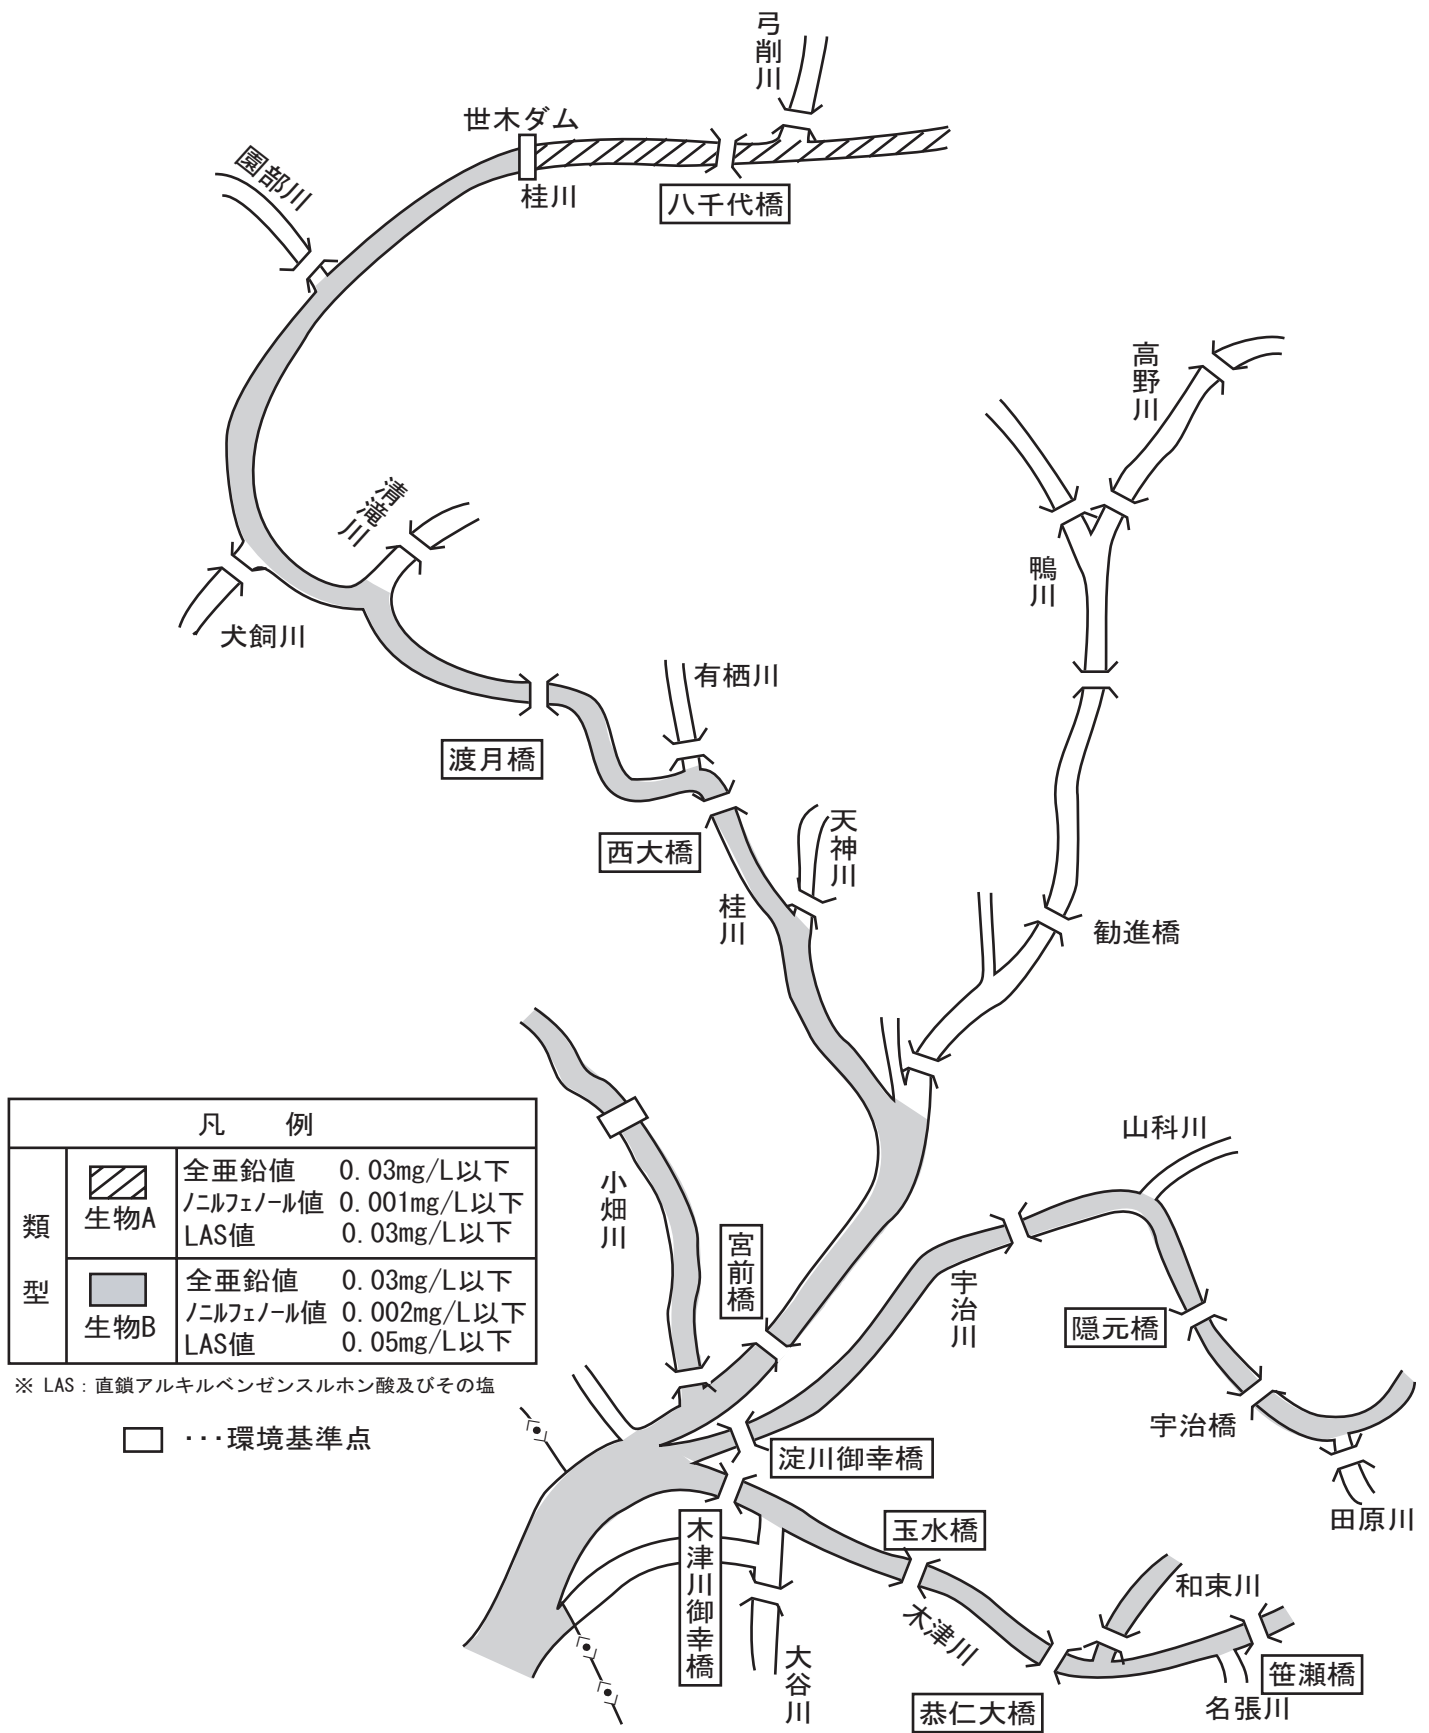 弓削川
世木ダム
園部川
桂川
八千代橋
高野川
清滝川
鴨川
犬飼川
有栖川
渡月橋
天神川
西大橋
桂川
勧進橋
凡 例
類型
生物A
全亜鉛値 0.03mg/L以下
ﾉﾆﾙﾌｪﾉｰﾙ値 0.001mg/L以下
LAS値 0.03mg/L以下
生物B
全亜鉛値 0.03mg/L以下
ﾉﾆﾙﾌｪﾉｰﾙ値 0.002mg/L以下
LAS値 0.05mg/L以下
※ LAS：直鎖アルキルベンゼンスルホン酸及びその塩
･･･環境基準点
山科川
小畑川
宮前橋
宇治川
隠元橋
宇治橋
淀川御幸橋
田原川
木津川御幸橋
玉水橋
和束川
木津川
大谷川
笹瀬橋
恭仁大橋
名張川